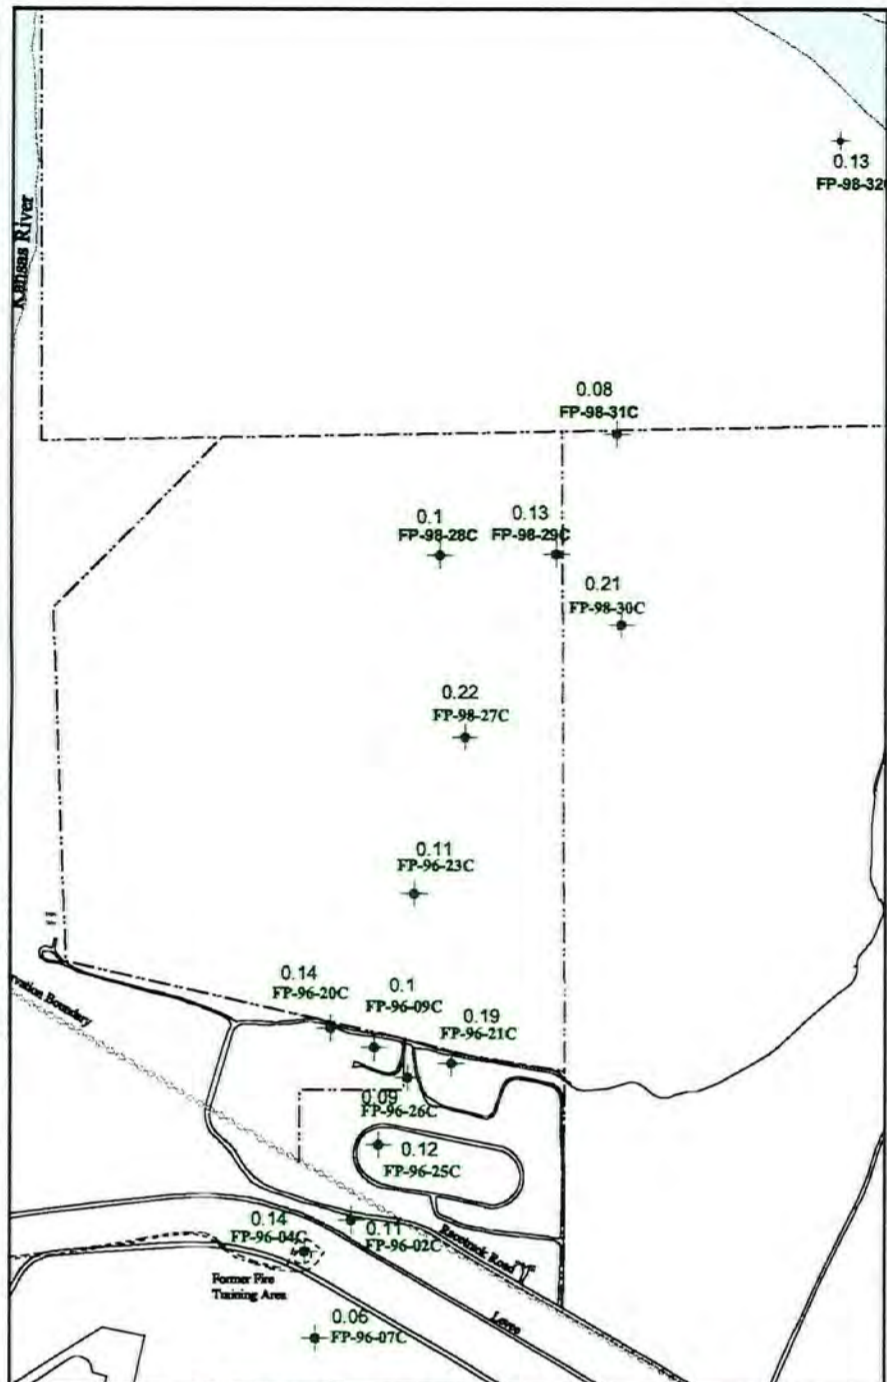 0.13
FP-98-32
Kansas River
0.08
FP-98-31C
0.1
FP-98-28C
0.13
FP-98-29C
0.21
FP-98-30C
0.22
FP-98-27C
0.11
FP-96-23C
0.14
FP-96-20C
0.1
FP-96-09C
0.19
FP-96-21C
rvation Boundary
0.09
FP-96-26C
0.12
FP-96-25C
0.14
FP-96-04C
0.11
FP-96-02C
Racetrack Road
Former Fire
Training Area
Levee
0.06
FP-96-07C